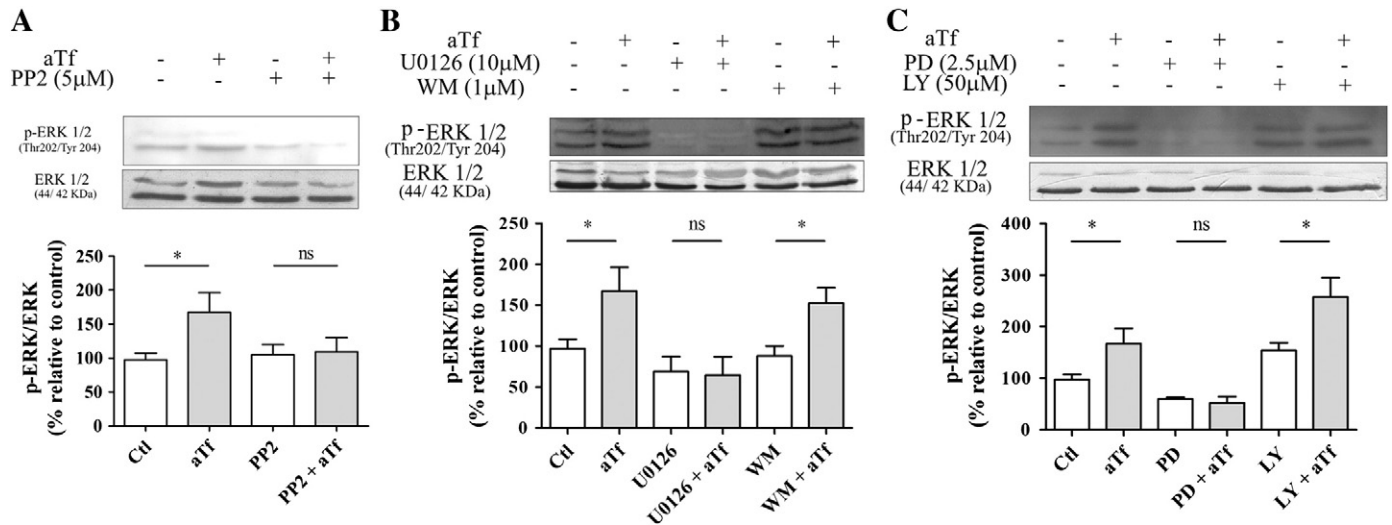 A
aTf - + - +
PP2 (5μM) - - + +
p-ERK 1/2
(Thr202/Tyr 204)
ERK 1/2
(44/ 42 KDa)
p-ERK/ERK
(% relative to control)
250
200
150
100
50
0
* ns
Ctl aTf PP2 PP2 + aTf
B
aTf - + - + - +
U0126 (10μM) - - + + - -
WM (1μM) - - - - + +
p -ERK 1/2
(Thr202/Tyr 204)
ERK 1/2
(44/ 42 KDa)
p-ERK/ERK
(% relative to control)
250
200
150
100
50
0
* ns *
Ctl aTf U0126 U0126 + aTf WM WM + aTf
C
aTf - + - + - +
PD (2.5μM) - - + + - -
LY (50μM) - - - - + +
p -ERK 1/2
(Thr202/Tyr 204)
ERK 1/2
(44/ 42 KDa)
p-ERK/ERK
(% relative to control)
400
300
200
100
0
* ns *
Ctl aTf PD PD + aTf LY LY + aTf